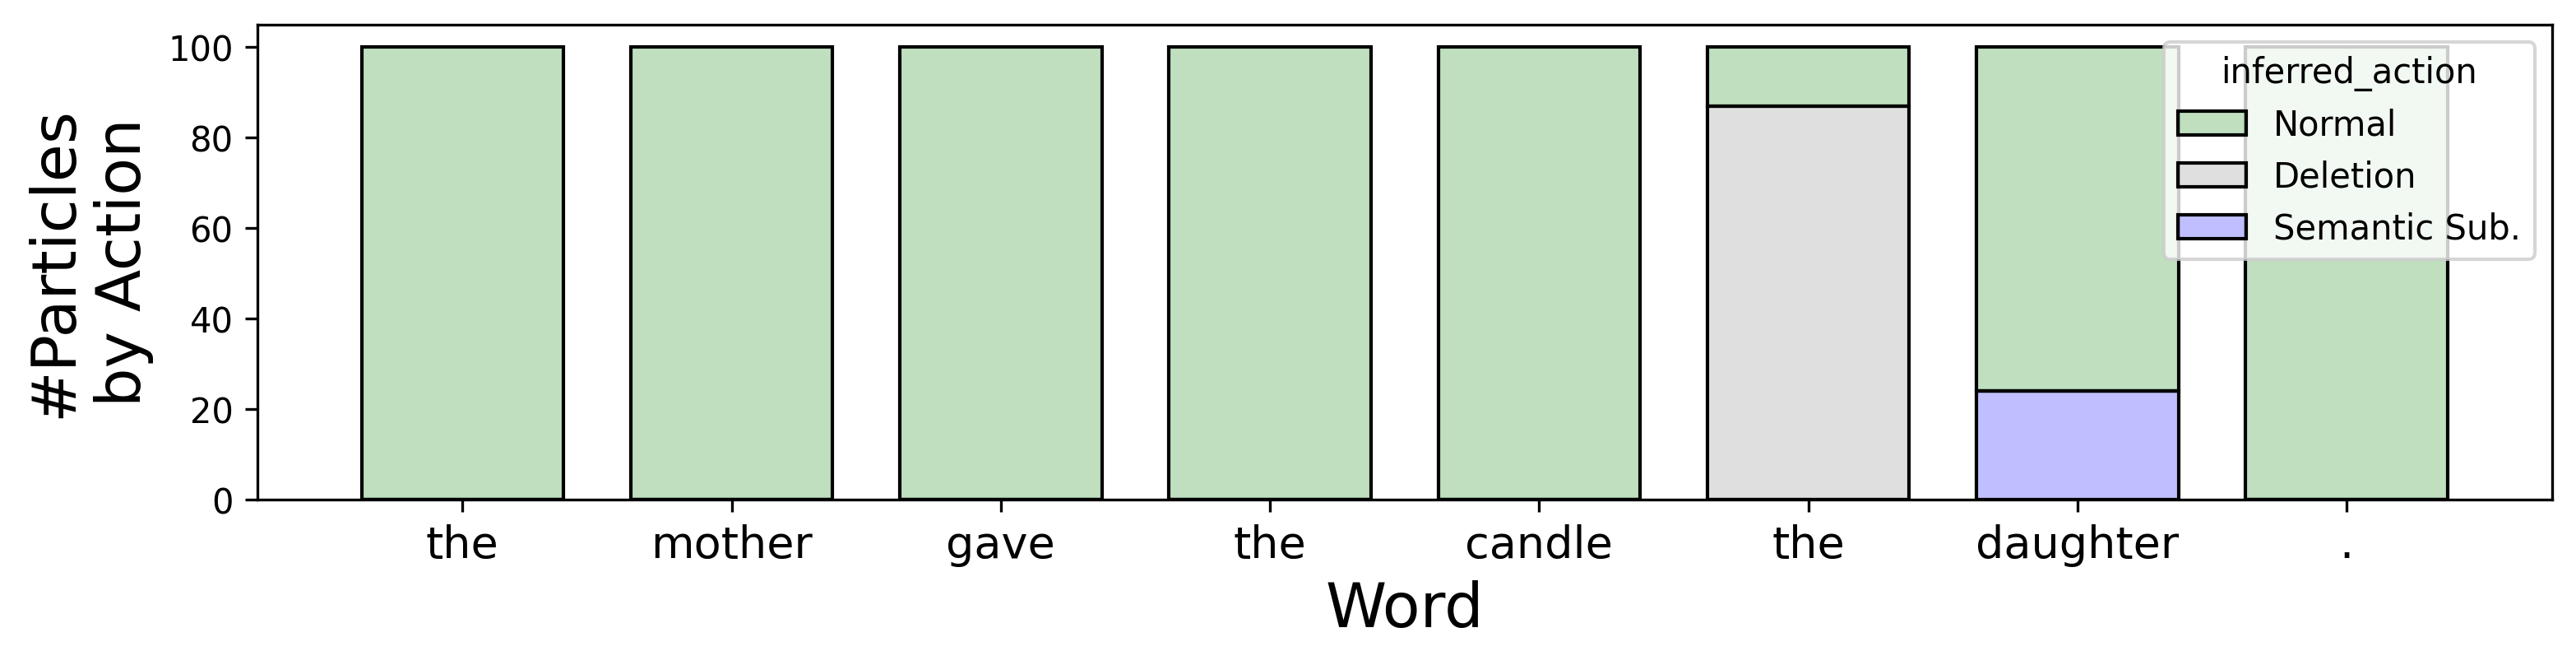 #Particles
by Action
100
80
60
40
20
0
inferred_action
Normal
Deletion
Semantic Sub.
the mother gave the candle the daughter .
Word